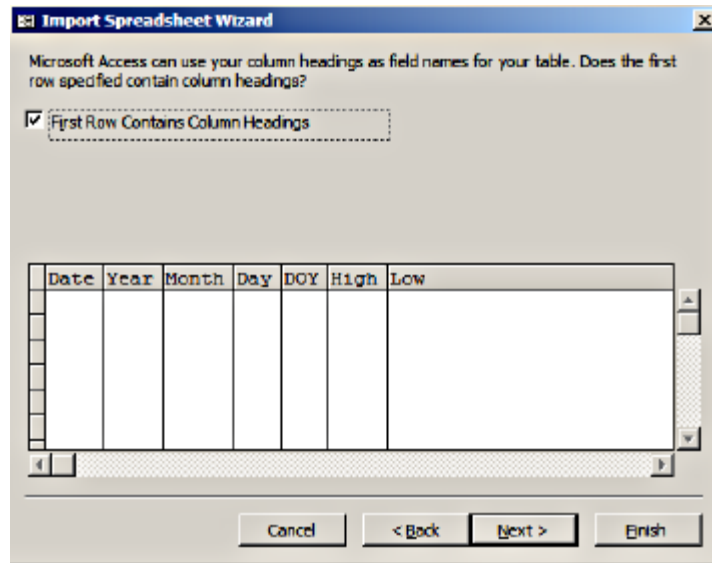 Import Spreadsheet Wizard
Microsoft Access can use your column headings as field names for your table. Does the first
row specified contain column headings?
First Row Contains Column Headings
Date Year Month Day DOY High Low
Cancel < Back Next > Finish